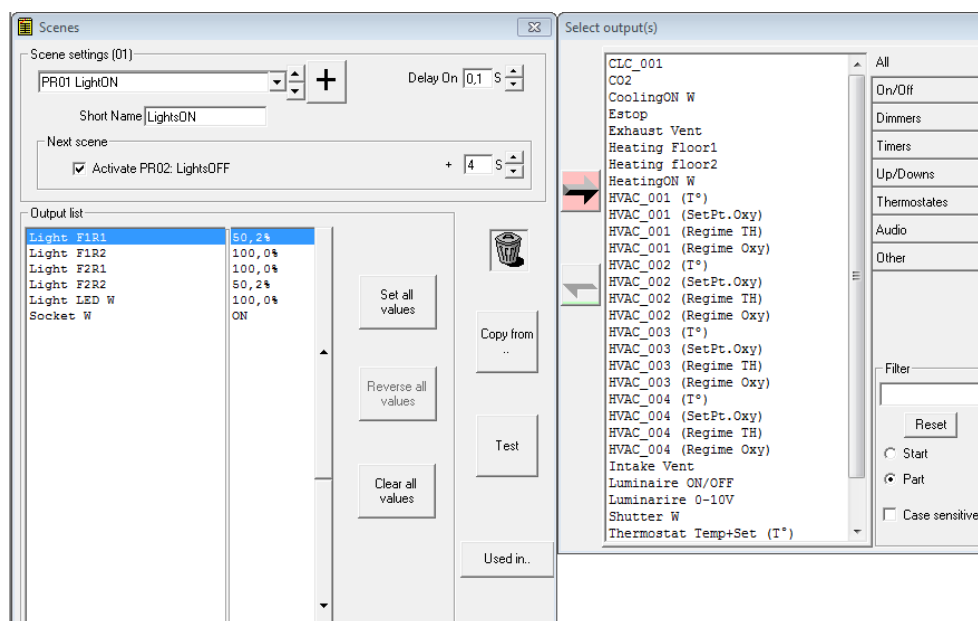 Scenes
Scene settings (01)
PR01 LightON
+
Delay On 0,1 S
Short Name LightsON
Next scene
Activate PR02: LightsOFF
+ 4 S
Output list
Light F1R1 50,2%
Light F1R2 100,0%
Light F2R1 100,0%
Light F2R2 50,2%
Light LED W 100,0%
Socket W ON
Set all
values
Reverse all
values
Clear all
values
Copy from
..
Test
Used in..
Select output(s)
CLC_001
CO2
CoolingON W
Estop
Exhaust Vent
Heating Floor1
Heating floor2
HeatingON W
HVAC_001 (T°)
HVAC_001 (SetPt.Oxy)
HVAC_001 (Regime TH)
HVAC_001 (Regime Oxy)
HVAC_002 (T°)
HVAC_002 (SetPt.Oxy)
HVAC_002 (Regime TH)
HVAC_002 (Regime Oxy)
HVAC_003 (T°)
HVAC_003 (SetPt.Oxy)
HVAC_003 (Regime TH)
HVAC_003 (Regime Oxy)
HVAC_004 (T°)
HVAC_004 (SetPt.Oxy)
HVAC_004 (Regime TH)
HVAC_004 (Regime Oxy)
Intake Vent
Luminaire ON/OFF
Luminarire 0-10V
Shutter W
Thermostat Temp+Set (T°)
All
On/Off
Dimmers
Timers
Up/Downs
Thermostates
Audio
Other
Filter
Reset
Start
Part
Case sensitive